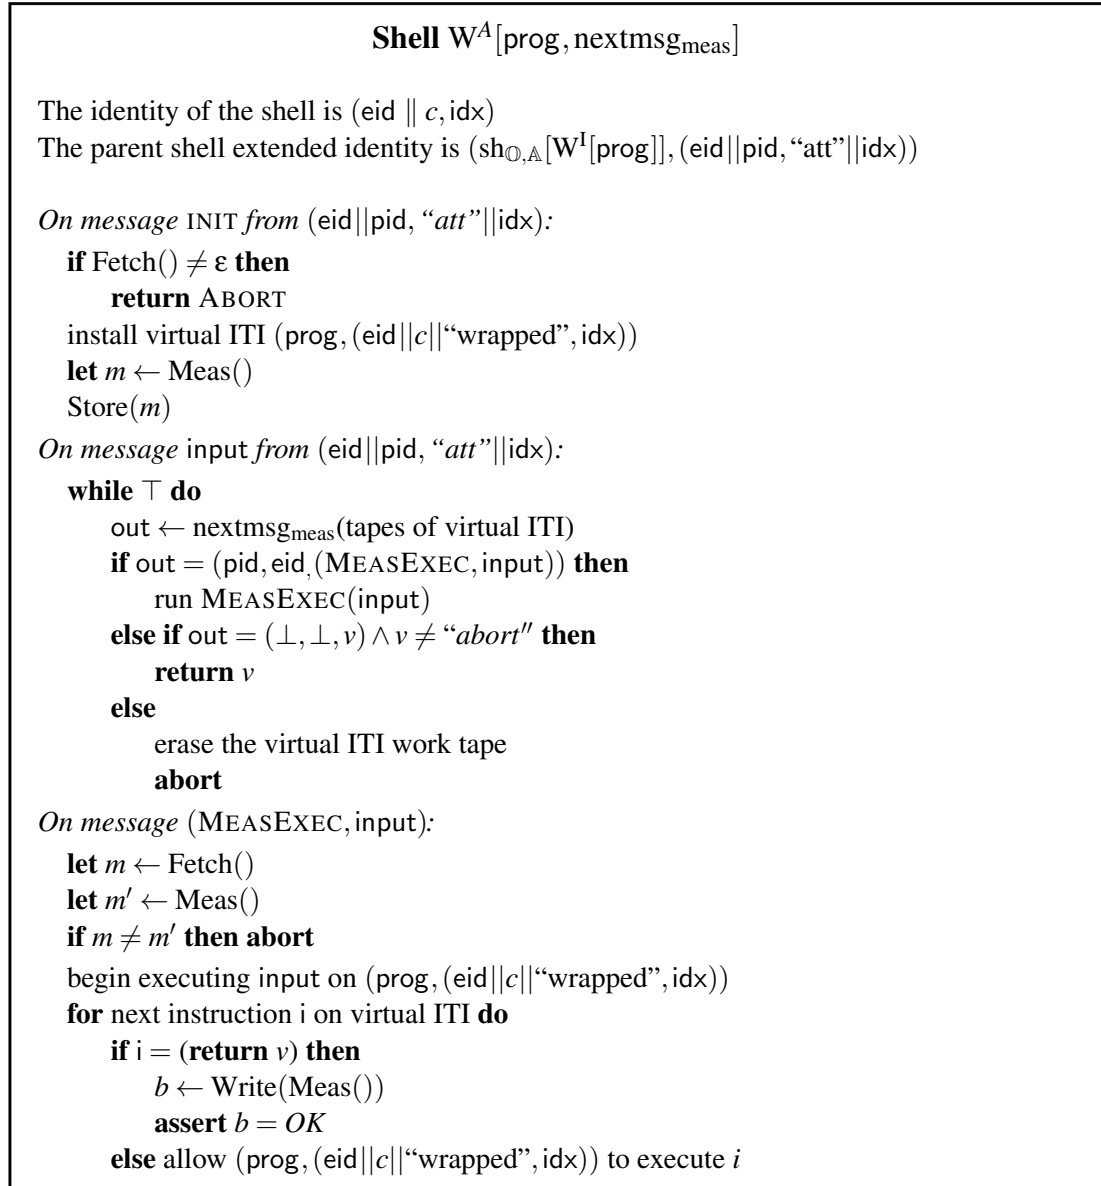 Shell W^A[prog, nextmsg_meas]
The identity of the shell is (eid ∥ c, idx)
The parent shell extended identity is (sh_𝕆,𝔸[W^I[prog]], (eid||pid, “att”||idx))
On message INIT from (eid||pid, “att”||idx):
if Fetch() ≠ ε then
return ABORT
install virtual ITI (prog, (eid||c||“wrapped”, idx))
let m ← Meas()
Store(m)
On message input from (eid||pid, “att”||idx):
while ⊤ do
out ← nextmsg_meas(tapes of virtual ITI)
if out = (pid, eid, (MEASEXEC, input)) then
run MEASEXEC(input)
else if out = (⊥, ⊥, v) ∧ v ≠ “abort″ then
return v
else
erase the virtual ITI work tape
abort
On message (MEASEXEC, input):
let m ← Fetch()
let m′ ← Meas()
if m ≠ m′ then abort
begin executing input on (prog, (eid||c||“wrapped”, idx))
for next instruction i on virtual ITI do
if i = (return v) then
b ← Write(Meas())
assert b = OK
else allow (prog, (eid||c||“wrapped”, idx)) to execute i